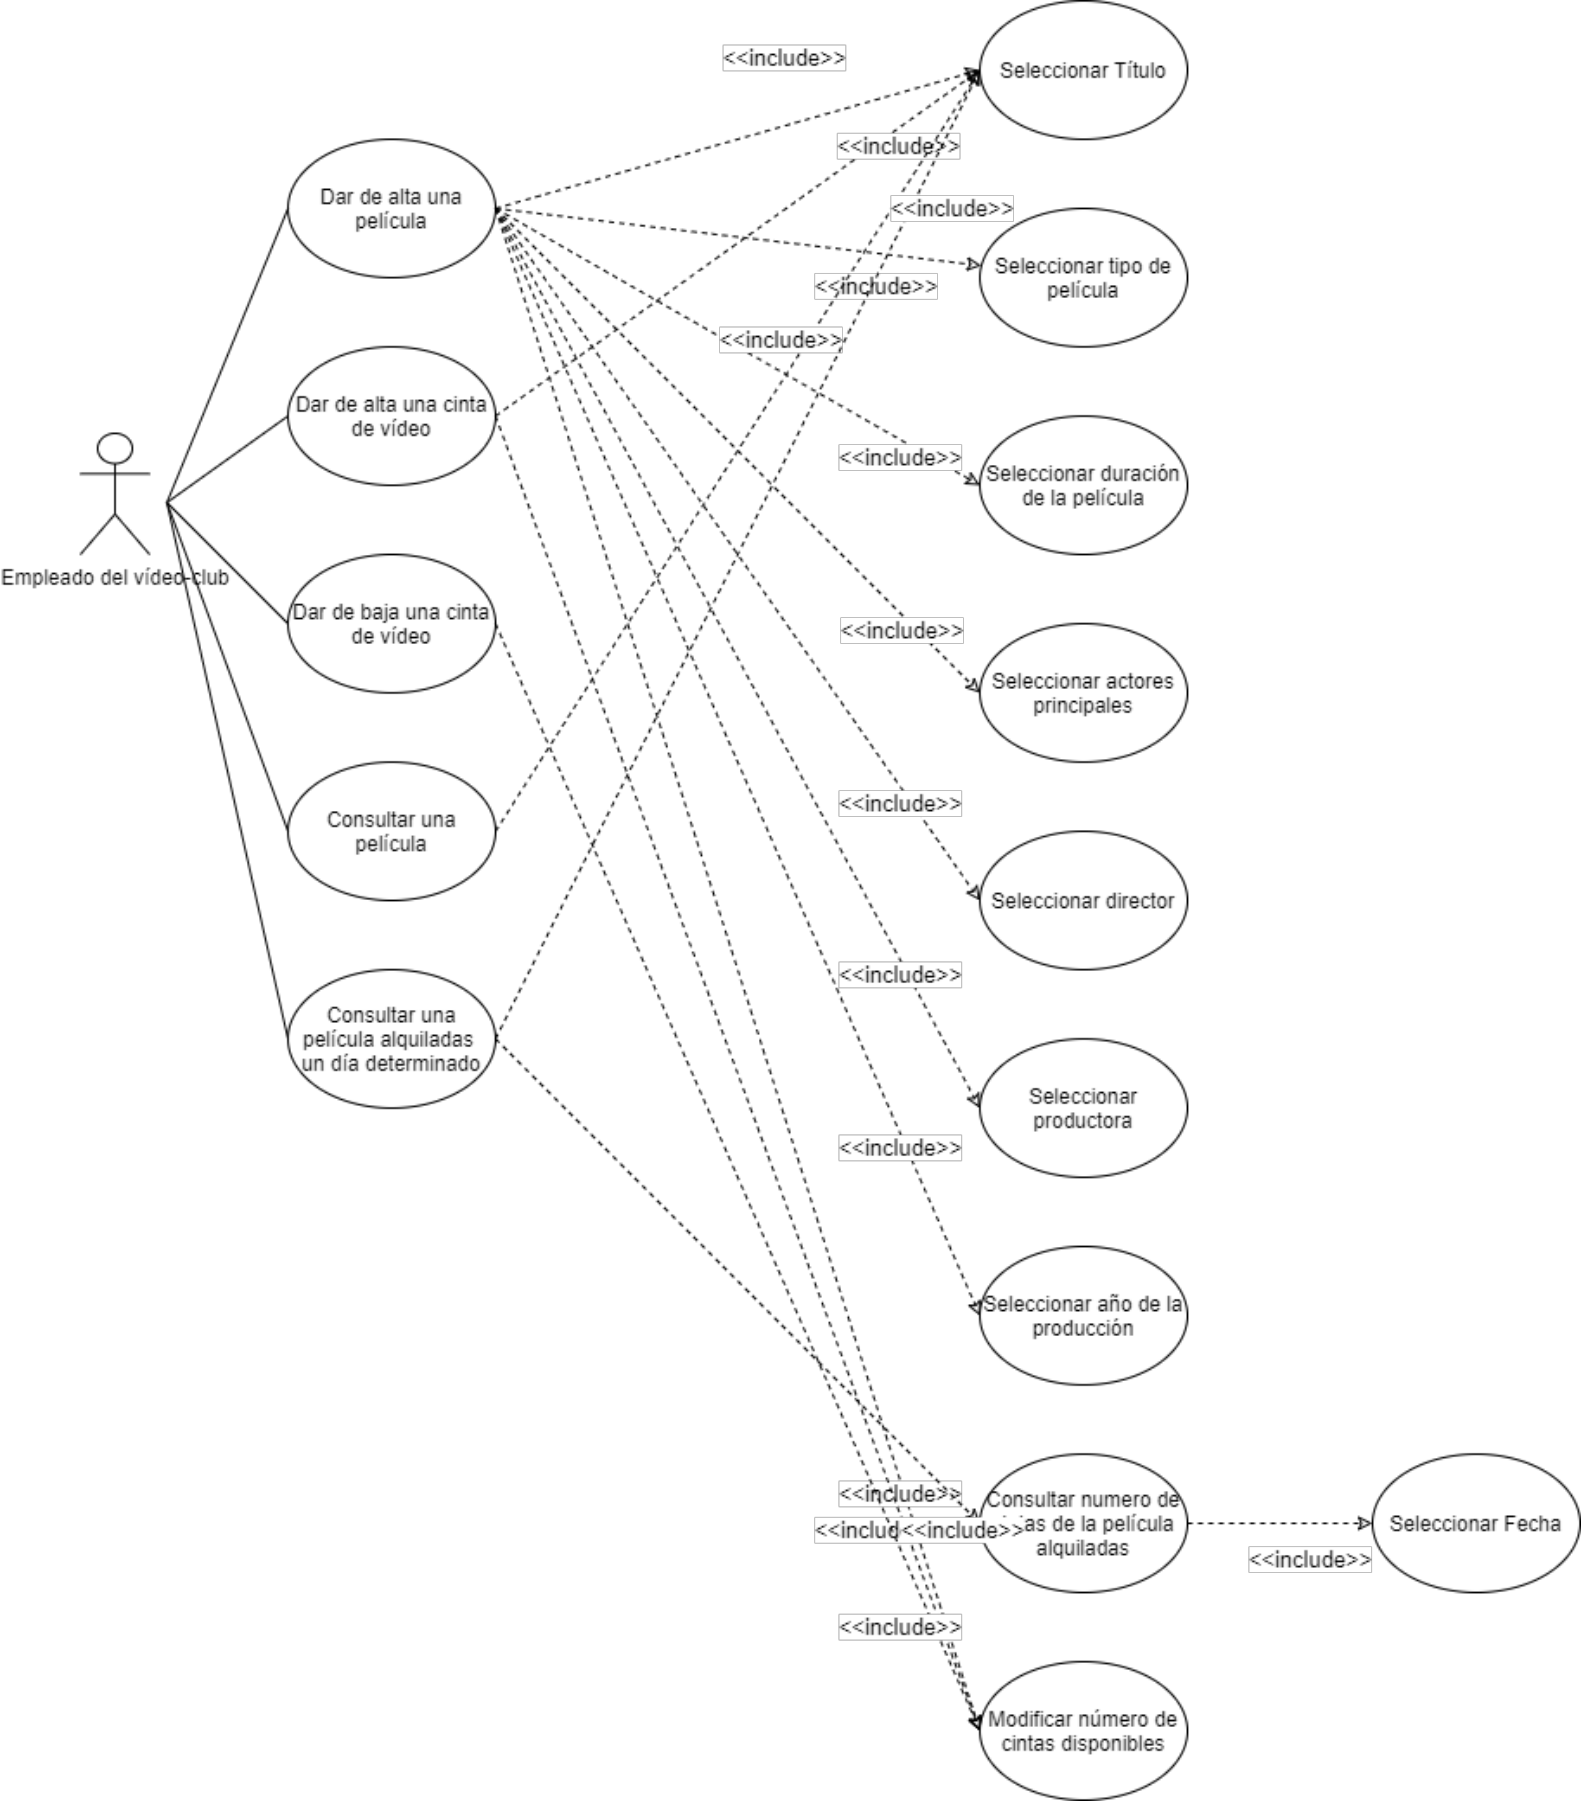 <<include>>
Seleccionar Título
<<include>>
Dar de alta una
película
<<include>>
Seleccionar tipo de
película
<<include>>
<<include>>
Dar de alta una cinta
de vídeo
<<include>>
Seleccionar duración
de la película
Empleado del vídeo-club
Dar de baja una cinta
de vídeo
<<include>>
Seleccionar actores
principales
<<include>>
Consultar una
película
Seleccionar director
<<include>>
Consultar una
película alquiladas
un día determinado
Seleccionar
productora
<<include>>
Seleccionar año de la
producción
<<include>>
Consultar numero de
de la película
alquiladas
<<includ
<<include>>
Seleccionar Fecha
<<include>>
<<include>>
Modificar número de
cintas disponibles